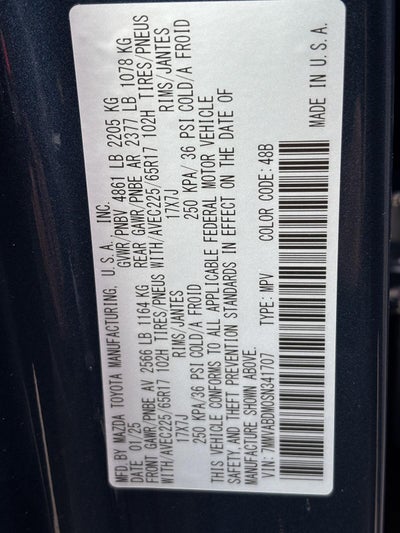 MFD. BY MAZDA TOYOTA MANUFACTURING, U.S.A., INC.
DATE 01/25 GVWR/PNBV 4861 LB 2205 KG
FRONT GAWR/PNBE AV 2566 LB 1164 KG REAR GAWR/PNBE AR 2377 LB 1078 KG
WITH/AVEC225/65R17 102H TIRES/PNEUS WITH/AVEC225/65R17 102H TIRES/PNEUS
17X7J RIMS/JANTES 17X7J RIMS/JANTES
250 KPA/36 PSI COLD/A FROID 250 KPA/36 PSI COLD/A FROID
THIS VEHICLE CONFORMS TO ALL APPLICABLE FEDERAL MOTOR VEHICLE
SAFETY, AND THEFT PREVENTION STANDARDS IN EFFECT ON THE DATE OF
MANUFACTURE SHOWN ABOVE.
VIN: 7MMVABDM0SN341707 TYPE: MPV COLOR CODE: 48B
MADE IN U.S.A.